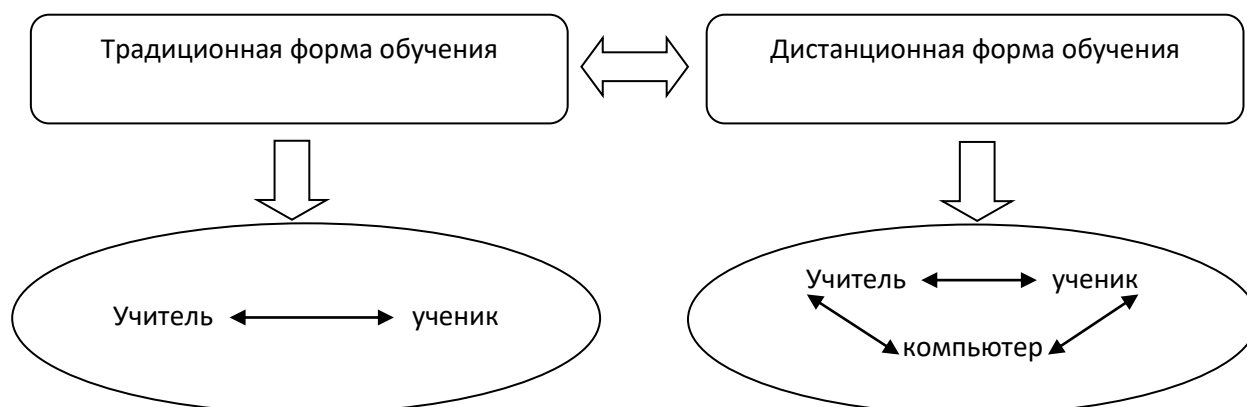 Традиционная форма обучения
Дистанционная форма обучения
Учитель ученик
Учитель ученик
компьютер